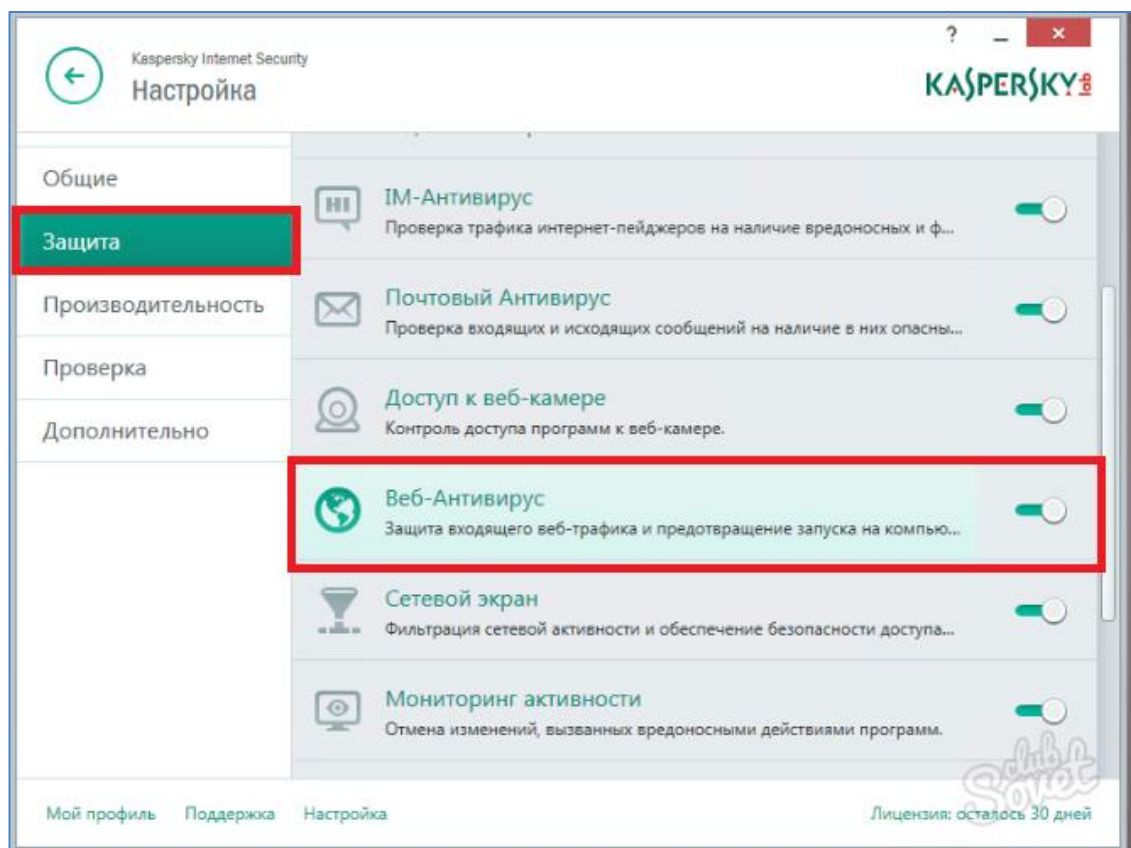 ? _ ×
Kaspersky Internet Security
Настройка
KASPERSKY lab
Общие
Защита
Производительность
Проверка
Дополнительно
HI
IM-Антивирус
Проверка трафика интернет-пейджеров на наличие вредоносных и ф...
Почтовый Антивирус
Проверка входящих и исходящих сообщений на наличие в них опасны...
Доступ к веб-камере
Контроль доступа программ к веб-камере.
Веб-Антивирус
Защита входящего веб-трафика и предотвращение запуска на компью...
Сетевой экран
Фильтрация сетевой активности и обеспечение безопасности доступа...
Мониторинг активности
Отмена изменений, вызванных вредоносными действиями программ.
club
Sovet
Мой профиль Поддержка Настройка Лицензия: осталось 30 дней